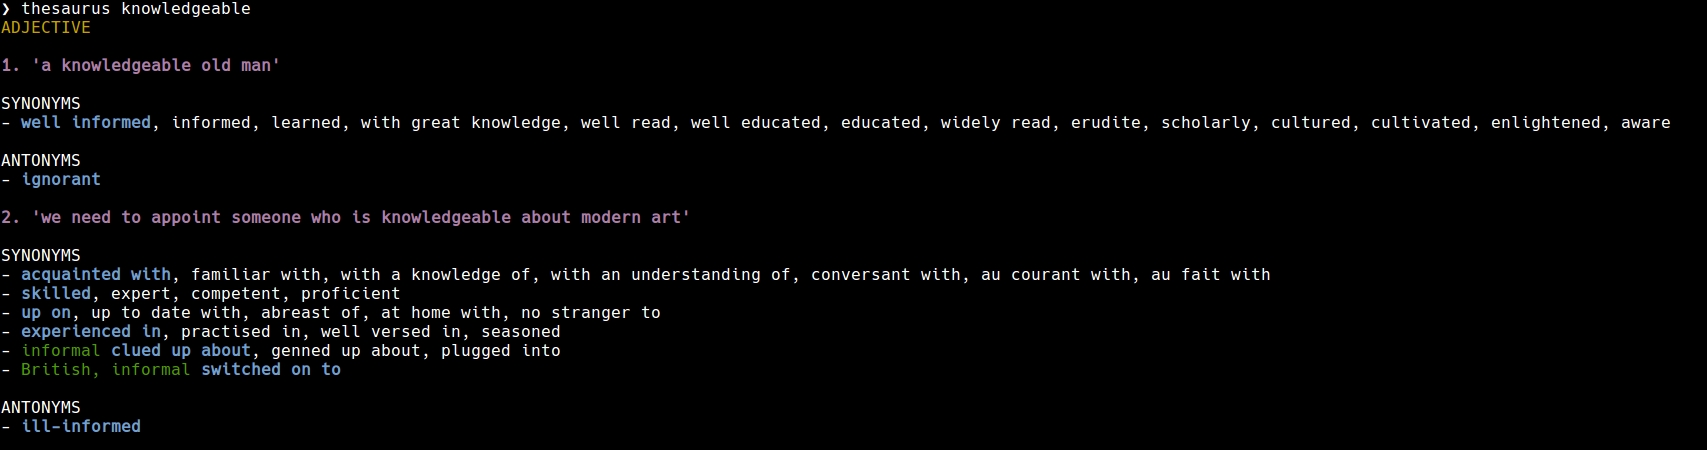 ❯ thesaurus knowledgeable
ADJECTIVE
1. 'a knowledgeable old man'
SYNONYMS
- well informed, informed, learned, with great knowledge, well read, well educated, educated, widely read, erudite, scholarly, cultured, cultivated, enlightened, aware
ANTONYMS
- ignorant
2. 'we need to appoint someone who is knowledgeable about modern art'
SYNONYMS
- acquainted with, familiar with, with a knowledge of, with an understanding of, conversant with, au courant with, au fait with
- skilled, expert, competent, proficient
- up on, up to date with, abreast of, at home with, no stranger to
- experienced in, practised in, well versed in, seasoned
- informal clued up about, genned up about, plugged into
- British, informal switched on to
ANTONYMS
- ill-informed